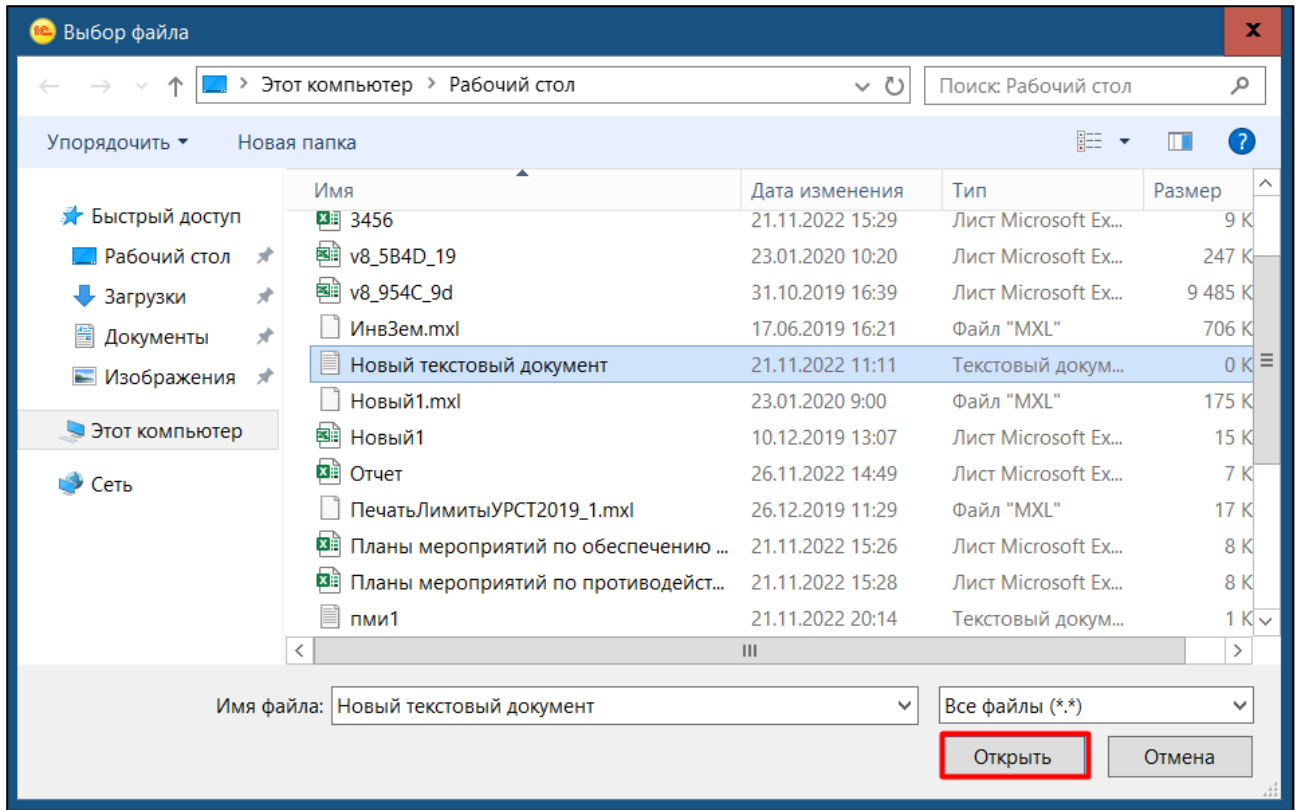 1С Выбор файла x
Этот компьютер > Рабочий стол Поиск: Рабочий стол
Упорядочить Новая папка ?
Имя Дата изменения Тип Размер
Быстрый доступ
Рабочий стол
Загрузки
Документы
Изображения
Этот компьютер
Сеть
3456 21.11.2022 15:29 Лист Microsoft Ex... 9 К
v8_5B4D_19 23.01.2020 10:20 Лист Microsoft Ex... 247 К
v8_954C_9d 31.10.2019 16:39 Лист Microsoft Ex... 9 485 К
ИнвЗем.mxl 17.06.2019 16:21 Файл "MXL" 706 К
Новый текстовый документ 21.11.2022 11:11 Текстовый докум... 0 К
Новый1.mxl 23.01.2020 9:00 Файл "MXL" 175 К
Новый1 10.12.2019 13:07 Лист Microsoft Ex... 15 К
Отчет 26.11.2022 14:49 Лист Microsoft Ex... 7 К
ПечатьЛимитыУРСТ2019_1.mxl 26.12.2019 11:29 Файл "MXL" 17 К
Планы мероприятий по обеспечению ... 21.11.2022 15:26 Лист Microsoft Ex... 8 К
Планы мероприятий по противодейст... 21.11.2022 15:28 Лист Microsoft Ex... 8 К
пми1 21.11.2022 20:14 Текстовый докум... 1 К
Имя файла: Новый текстовый документ Все файлы (*.*)
Открыть Отмена